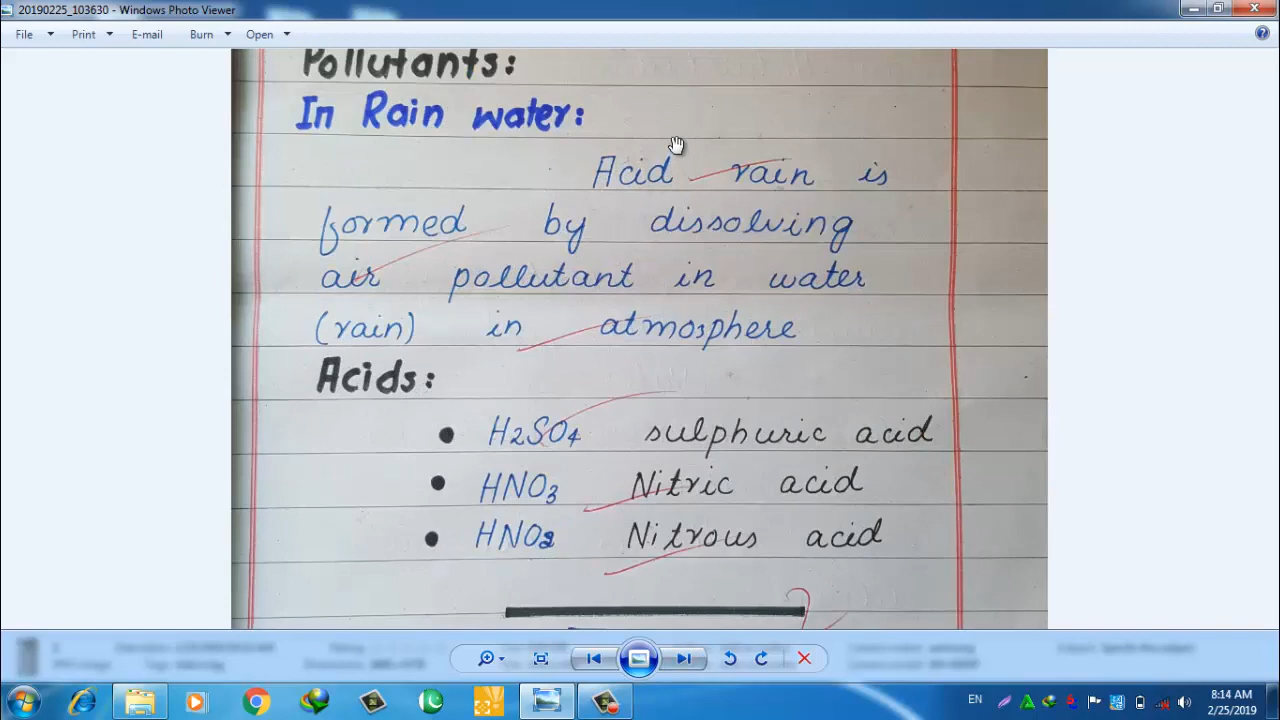 20190225_103630 - Windows Photo Viewer
File Print E-mail Burn Open
Pollutants:
In Rain water:
Acid rain is
formed by dissolving
air pollutant in water
(rain) in atmosphere
Acids:
• H2SO4 sulphuric acid
• HNO3 Nitric acid
• HNO2 Nitrous acid
EN
8:14 AM
2/25/2019